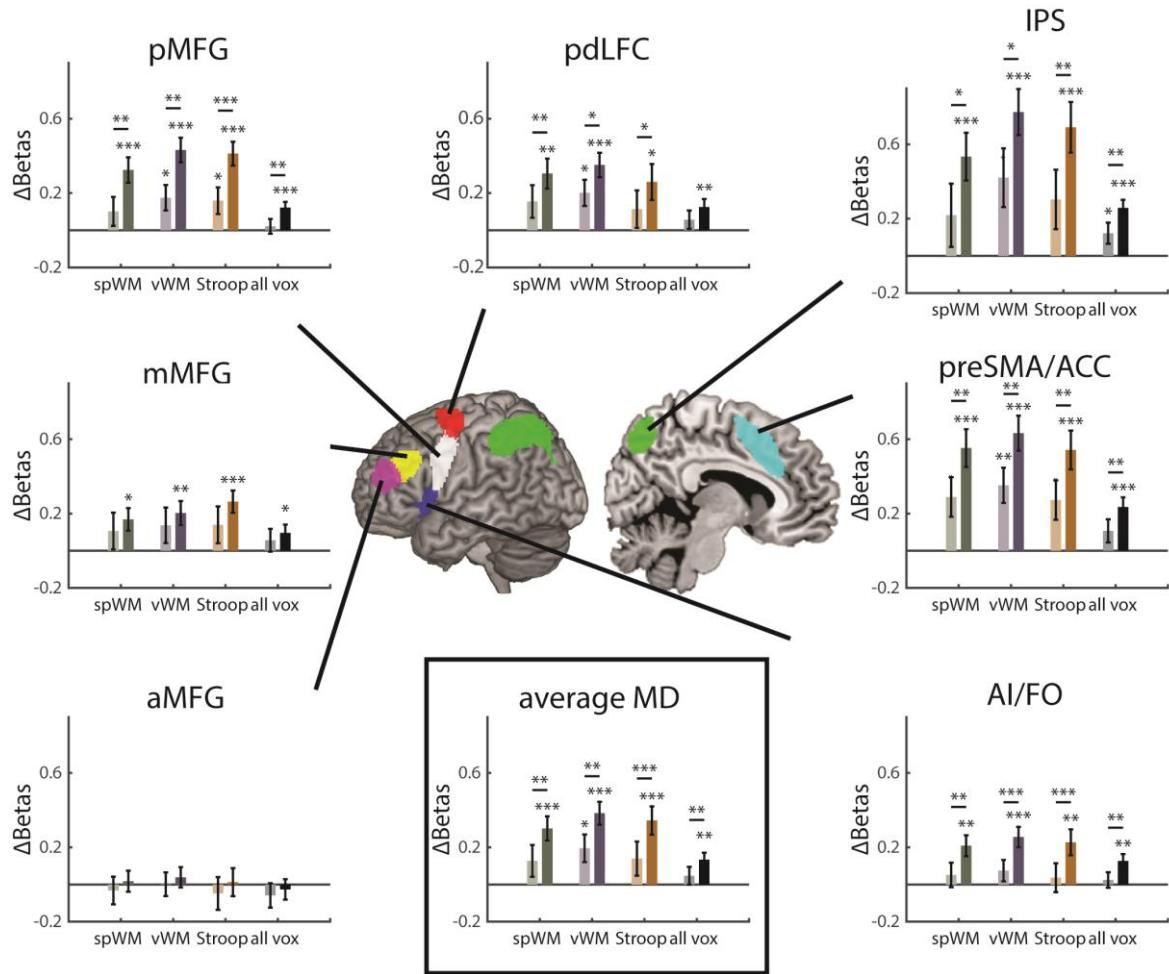 pMFG
** ** ***
*** * *** * ***
** ***
0.6
0.2
-0.2
ΔBetas
spWM vWM Stroop all vox
pdLFC
** * *
** * *** * **
0.6
0.2
-0.2
ΔBetas
spWM vWM Stroop all vox
IPS
* * **
*** *** ***
** * ***
0.6
0.2
-0.2
ΔBetas
spWM vWM Stroop all vox
mMFG
* ** *** *
0.6
0.2
-0.2
ΔBetas
spWM vWM Stroop all vox
preSMA/ACC
** ** **
*** ** *** ***
** ***
0.6
0.2
-0.2
ΔBetas
spWM vWM Stroop all vox
aMFG
0.6
0.2
-0.2
ΔBetas
spWM vWM Stroop all vox
average MD
** ** ***
*** * *** ***
** **
0.6
0.2
-0.2
ΔBetas
spWM vWM Stroop all vox
AI/FO
** *** ***
** *** **
** **
0.6
0.2
-0.2
ΔBetas
spWM vWM Stroop all vox